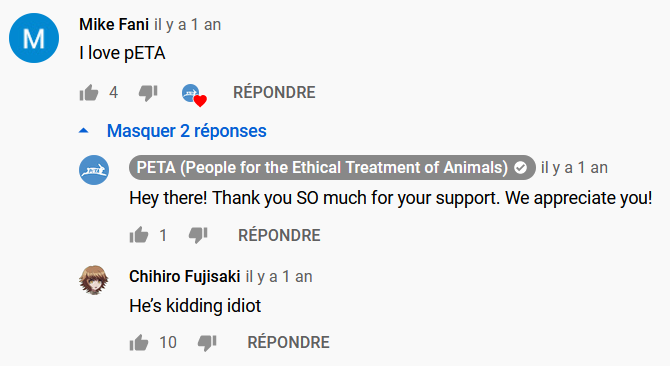 M
Mike Fani il y a 1 an
I love pETA
4 RÉPONDRE
Masquer 2 réponses
PETA (People for the Ethical Treatment of Animals) il y a 1 an
Hey there! Thank you SO much for your support. We appreciate you!
1 RÉPONDRE
Chihiro Fujisaki il y a 1 an
He’s kidding idiot
10 RÉPONDRE